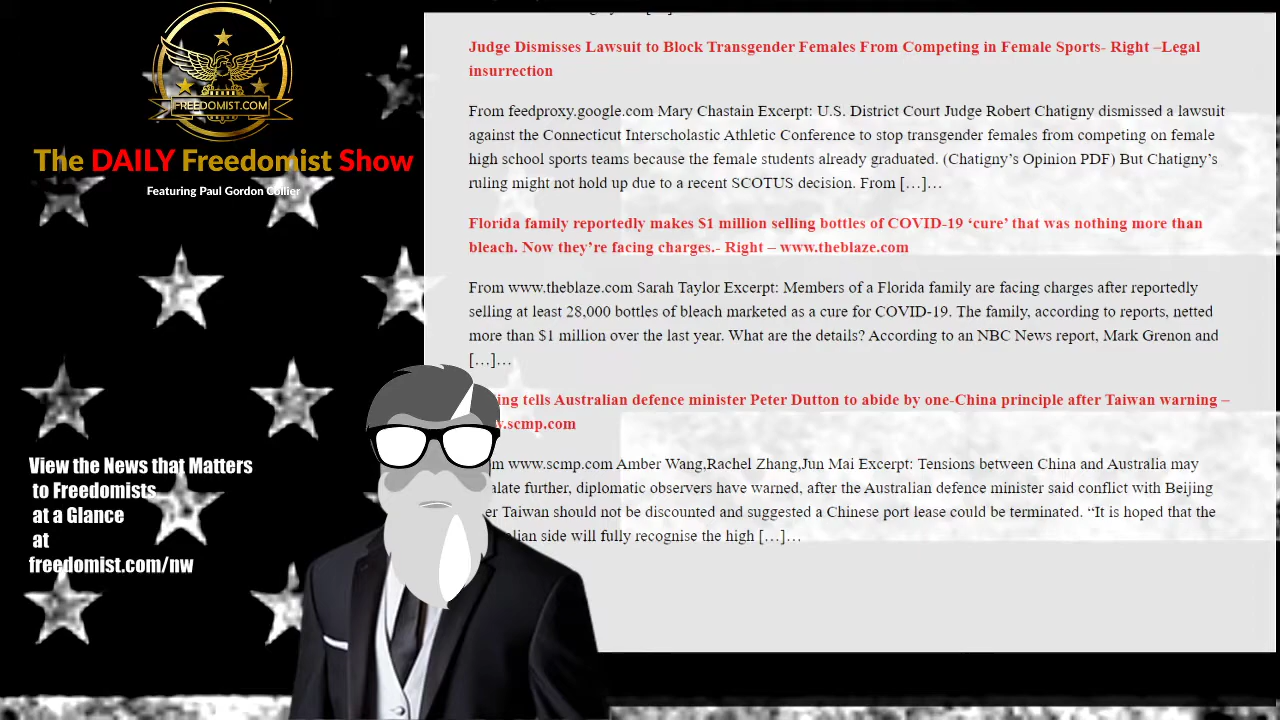 FREEDOMIST.COM
The DAILY Freedomist Show
Featuring Paul Gordon Collier
Judge Dismisses Lawsuit to Block Transgender Females From Competing in Female Sports- Right –Legal
insurrection
From feedproxy.google.com Mary Chastain Excerpt: U.S. District Court Judge Robert Chatigny dismissed a lawsuit
against the Connecticut Interscholastic Athletic Conference to stop transgender females from competing on female
high school sports teams because the female students already graduated. (Chatigny’s Opinion PDF) But Chatigny’s
ruling might not hold up due to a recent SCOTUS decision. From […]…
Florida family reportedly makes $1 million selling bottles of COVID-19 ‘cure’ that was nothing more than
bleach. Now they’re facing charges.- Right – www.theblaze.com
From www.theblaze.com Sarah Taylor Excerpt: Members of a Florida family are facing charges after reportedly
selling at least 28,000 bottles of bleach marketed as a cure for COVID-19. The family, according to reports, netted
more than $1 million over the last year. What are the details? According to an NBC News report, Mark Grenon and
[…]…
tells Australian defence minister Peter Dutton to abide by one-China principle after Taiwan warning –
.scmp.com
www.scmp.com Amber Wang,Rachel Zhang,Jun Mai Excerpt: Tensions between China and Australia may
further, diplomatic observers have warned, after the Australian defence minister said conflict with Beijing
Taiwan should not be discounted and suggested a Chinese port lease could be terminated. “It is hoped that the
side will fully recognise the high […]…
View the News that Matters
to Freedomists
at a Glance
at
freedomist.com/nw